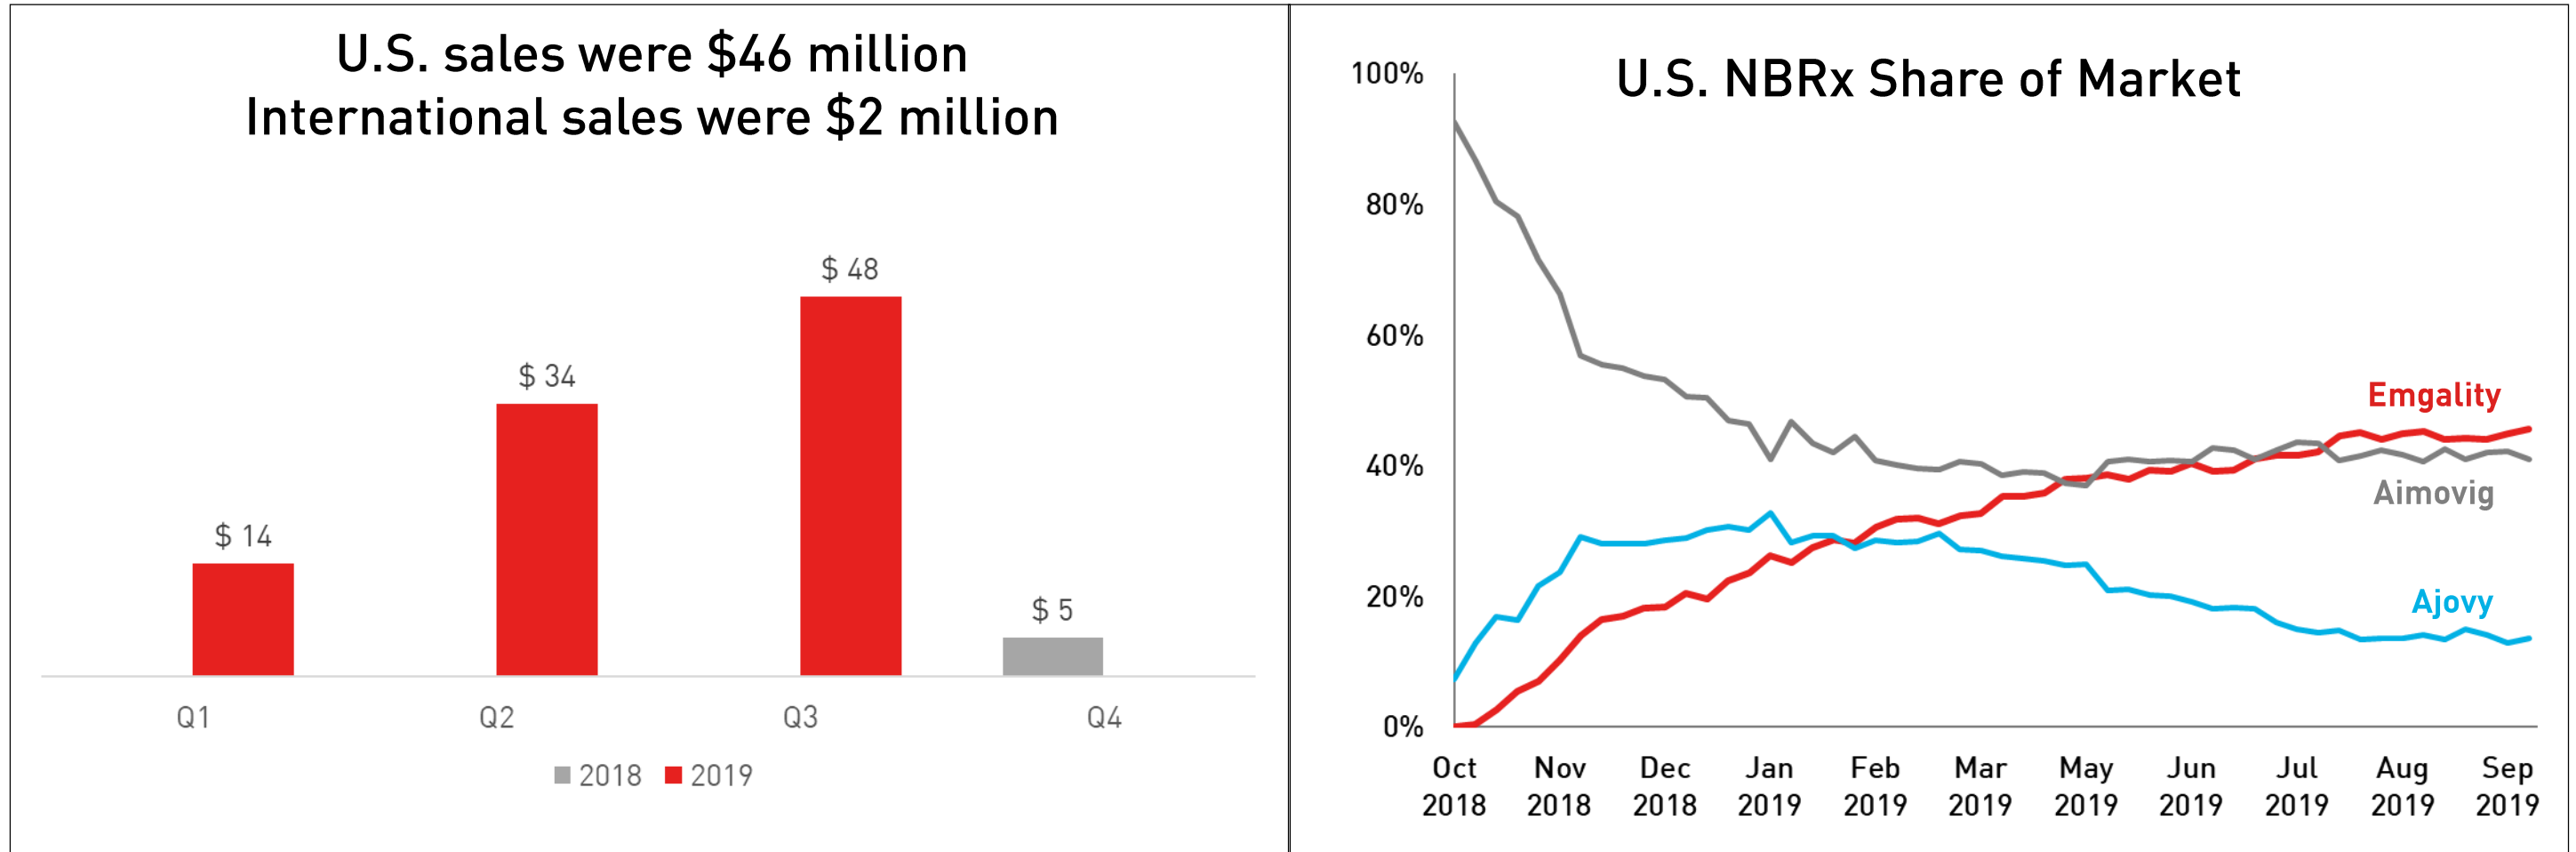 U.S. sales were $46 million
International sales were $2 million
$ 14
$ 34
$ 48
$ 5
Q1 Q2 Q3 Q4
2018 2019
U.S. NBRx Share of Market
100%
80%
60%
40%
20%
0%
Emgality
Aimovig
Ajovy
Oct Nov Dec Jan Feb Mar May Jun Jul Aug Sep
2018 2018 2018 2019 2019 2019 2019 2019 2019 2019 2019